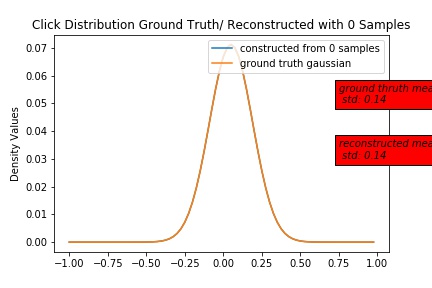 Click Distribution Ground Truth/ Reconstructed with 0 Samples
0.07
0.06
0.05
0.04
0.03
0.02
0.01
0.00
Density Values
constructed from 0 samples
ground truth gaussian
ground thruth mea
std: 0.14
reconstructed mea
std: 0.14
−1.00 −0.75 −0.50 −0.25 0.00 0.25 0.50 0.75 1.00